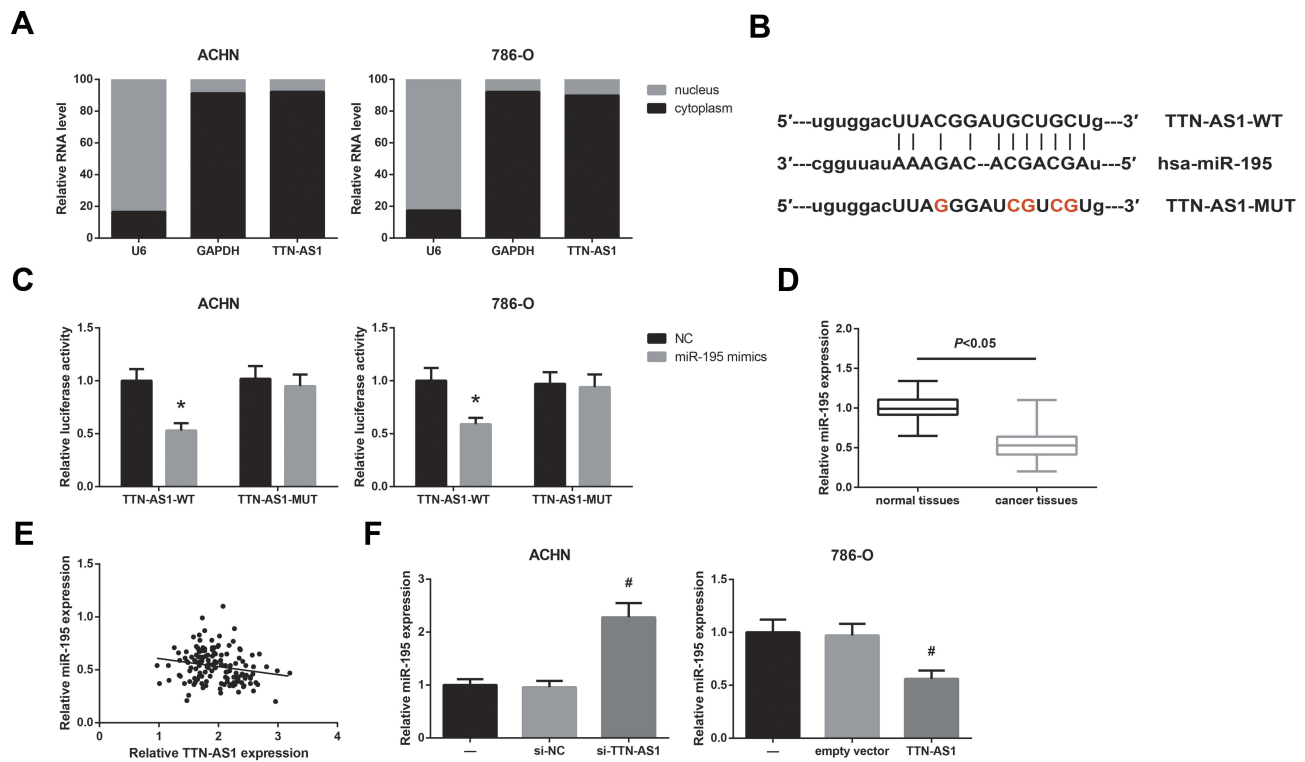 A
ACHN
Relative RNA level
100
80
60
40
20
0
U6
GAPDH
TTN-AS1
786-O
Relative RNA level
100
80
60
40
20
0
U6
GAPDH
TTN-AS1
nucleus
cytoplasm
B
5′---uguggacUUACGGAUGCUGCUg---3′ TTN-AS1-WT
3′---cgguuauAAAGAC--ACGACGAu---5′ hsa-miR-195
5′---uguggacUUAGGGAUCGUCGUg---3′ TTN-AS1-MUT
C
ACHN
Relative luciferase activity
1.5
1.0
0.5
0.0
*
TTN-AS1-WT
TTN-AS1-MUT
786-O
Relative luciferase activity
1.5
1.0
0.5
0.0
*
TTN-AS1-WT
TTN-AS1-MUT
NC
miR-195 mimics
D
Relative miR-195 expression
2.0
1.5
1.0
0.5
0.0
P<0.05
normal tissues
cancer tissues
E
Relative miR-195 expression
1.5
1.0
0.5
0.0
0
1
2
3
4
Relative TTN-AS1 expression
F
ACHN
Relative miR-195 expression
3
2
1
0
#
—
si-NC
si-TTN-AS1
786-O
Relative miR-195 expression
1.5
1.0
0.5
0.0
#
—
empty vector
TTN-AS1